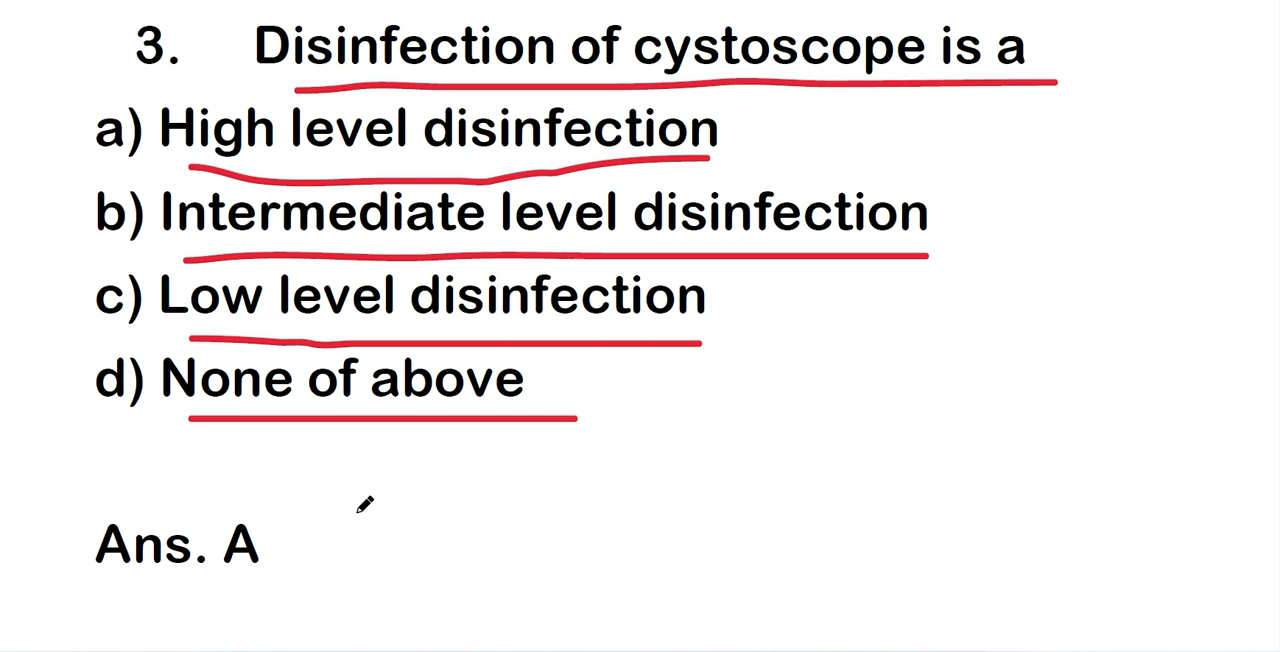 3. Disinfection of cystoscope is a
a) High level disinfection
b) Intermediate level disinfection
c) Low level disinfection
d) None of above
Ans. A